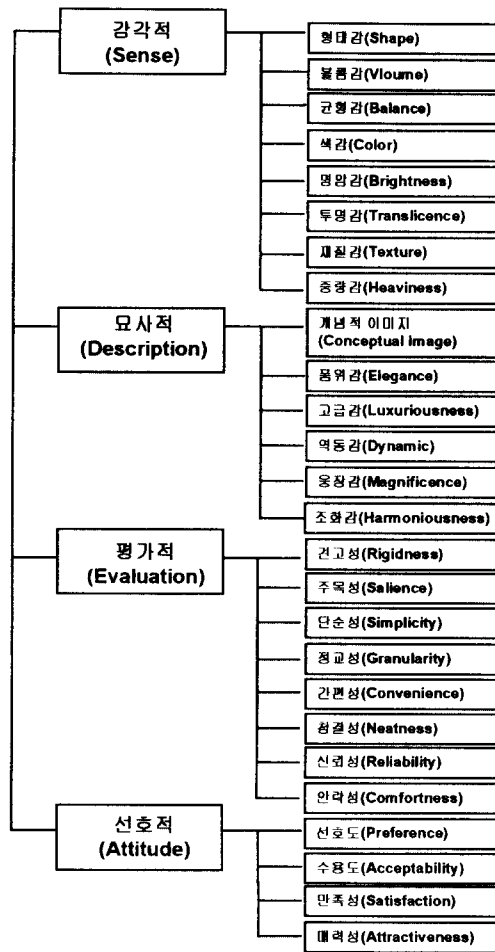 감각적
(Sense)
형태감(Shape)
볼륨감(Vloume)
균형감(Balance)
색감(Color)
명암감(Brightness)
투명감(Translicence)
재질감(Texture)
중량감(Heaviness)
묘사적
(Description)
개념적 이미지
(Conceptual image)
품위감(Elegance)
고급감(Luxuriousness)
역동감(Dynamic)
웅장감(Magnificence)
조화감(Harmoniousness)
평가적
(Evaluation)
견고성(Rigidness)
주목성(Salience)
단순성(Simplicity)
정교성(Granularity)
간편성(Convenience)
청결성(Neatness)
신뢰성(Reliability)
안락성(Comfortness)
선호적
(Attitude)
선호도(Preference)
수용도(Acceptability)
만족성(Satisfaction)
매력성(Attractiveness)